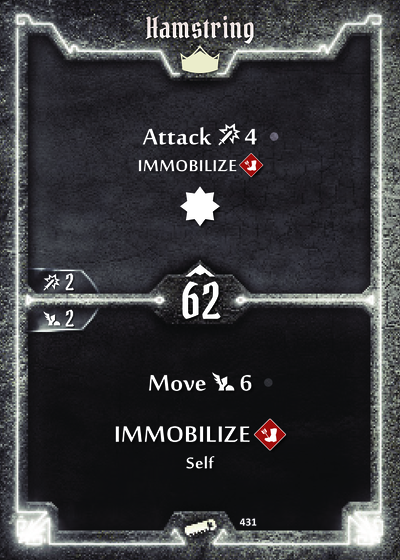 Hamstring
Attack 4
IMMOBILIZE
2
62
2
Move 6
IMMOBILIZE
Self
431